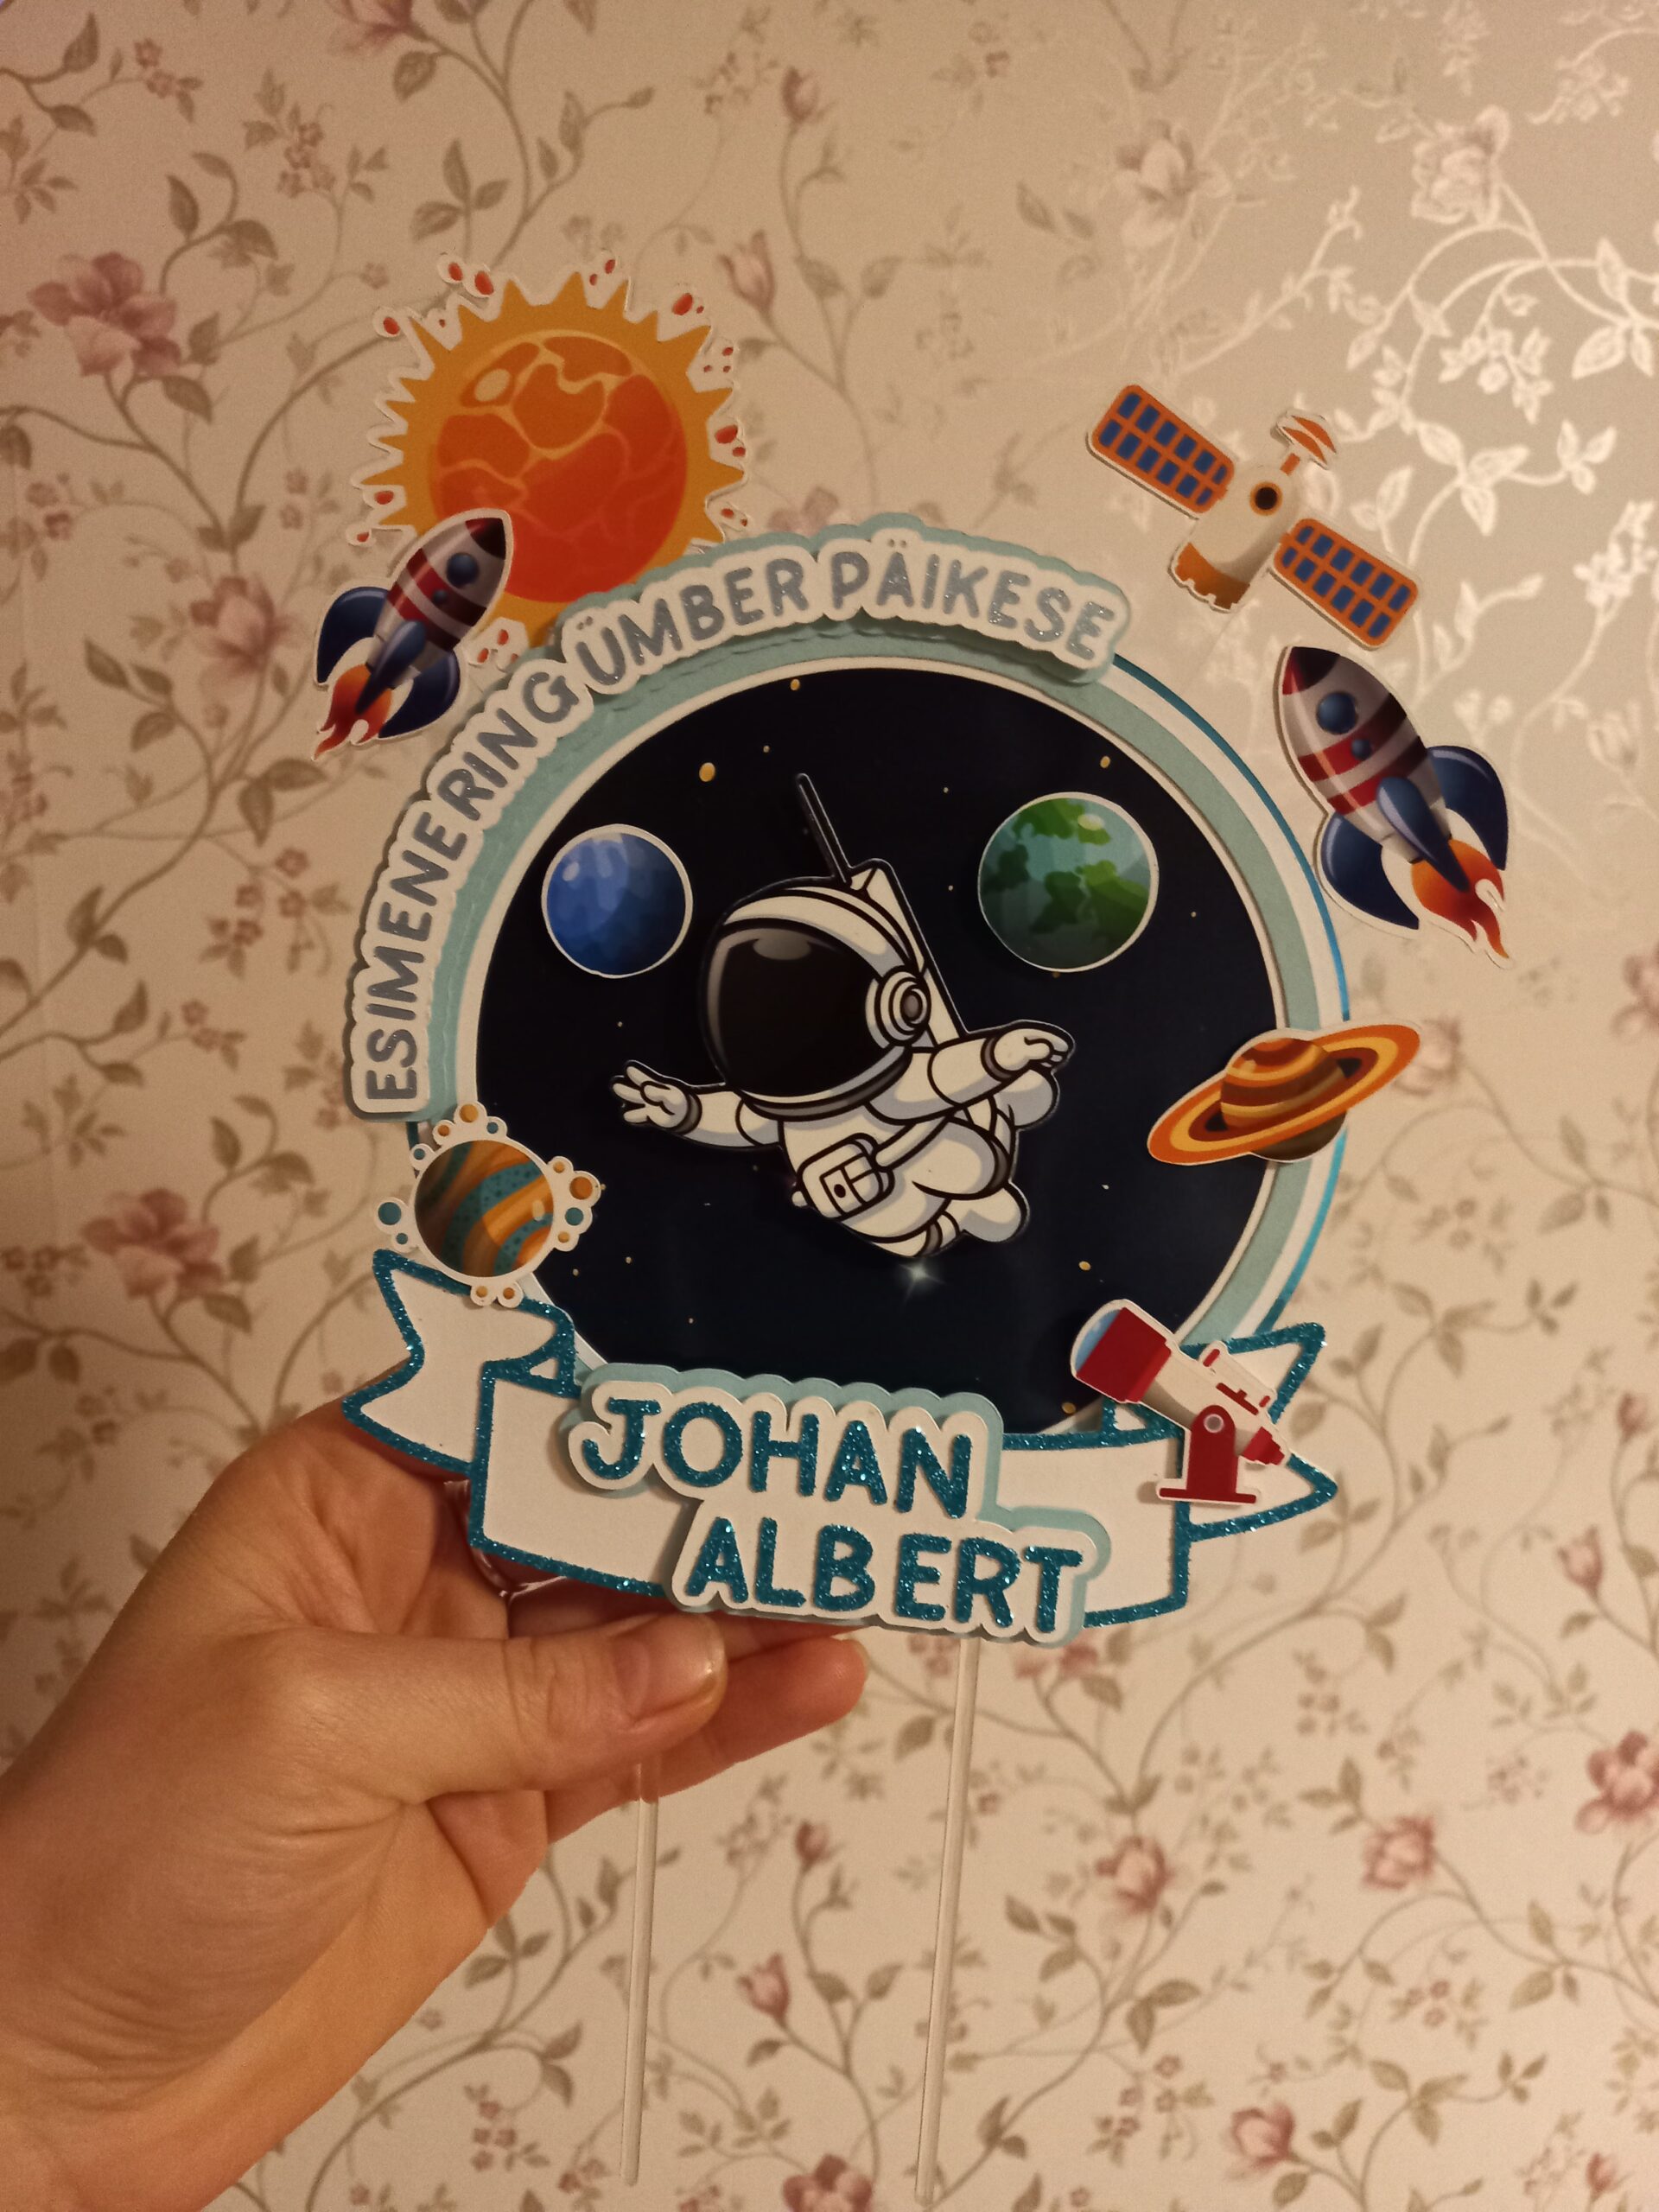 ESIMENE RING ÜMBER PÄIKESE
JOHAN
ALBERT